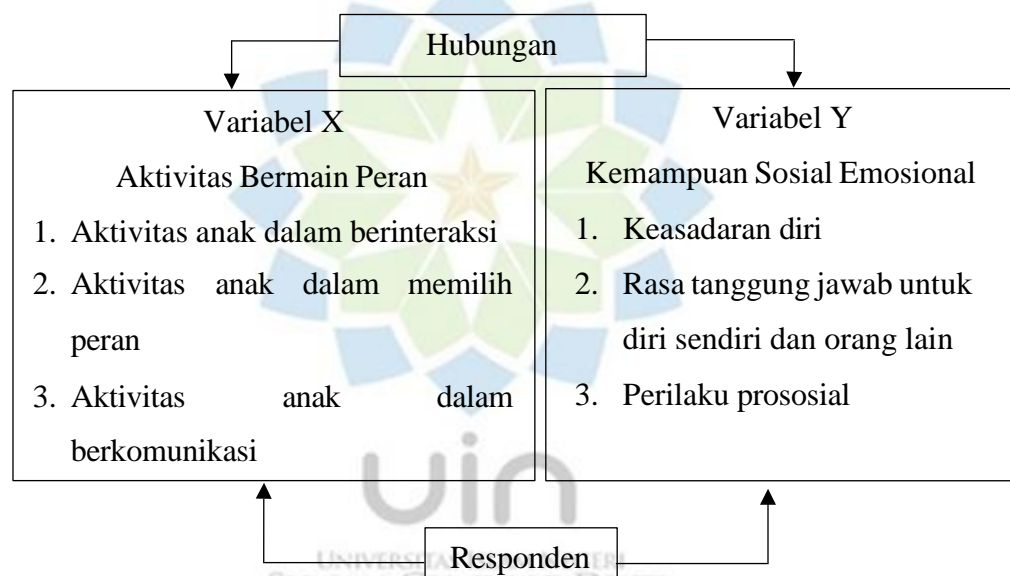 Hubungan
Variabel X
Aktivitas Bermain Peran
1. Aktivitas anak dalam berinteraksi
2. Aktivitas anak dalam memilih
peran
3. Aktivitas anak dalam
berkomunikasi
Variabel Y
Kemampuan Sosial Emosional
1. Keasadaran diri
2. Rasa tanggung jawab untuk
diri sendiri dan orang lain
3. Perilaku prososial
uin
Responden